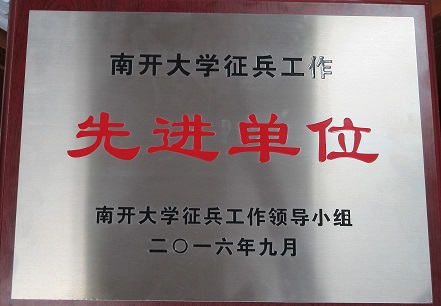 南开大学征兵工作
先进单位
南开大学征兵工作领导小组
二〇一六年九月